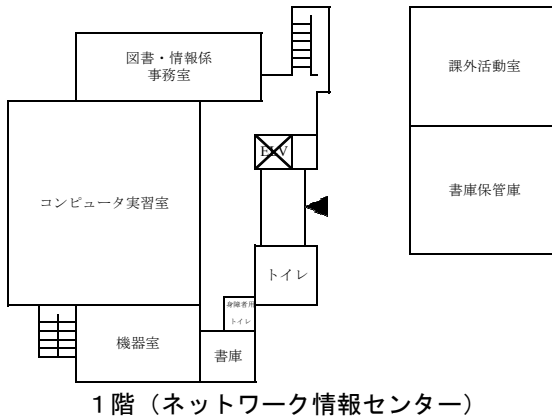 図書・情報係
事務室
課外活動室
ELV
コンピュータ実習室
書庫保管庫
トイレ
身障者用
トイレ
機器室
書庫
1階（ネットワーク情報センター）